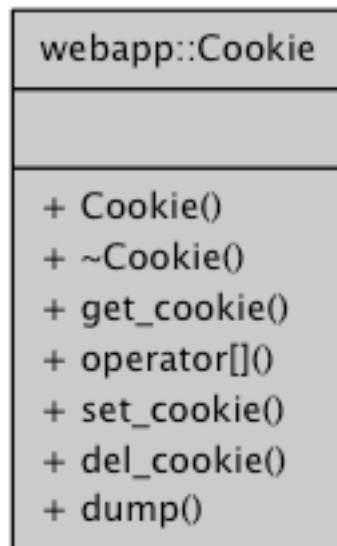 webapp::Cookie
+ Cookie()
+ ~Cookie()
+ get_cookie()
+ operator[]()
+ set_cookie()
+ del_cookie()
+ dump()